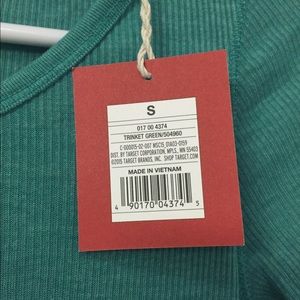 S
017 00 4374
TRINKET GREEN/504960
C-000015-02-007 MSC15_01A03-0159
DIST. BY TARGET CORPORATION, MPLS., MN 55403
©2015 TARGET BRANDS, INC. SHOP TARGET.COM
MADE IN VIETNAM
4 90170 04374 5